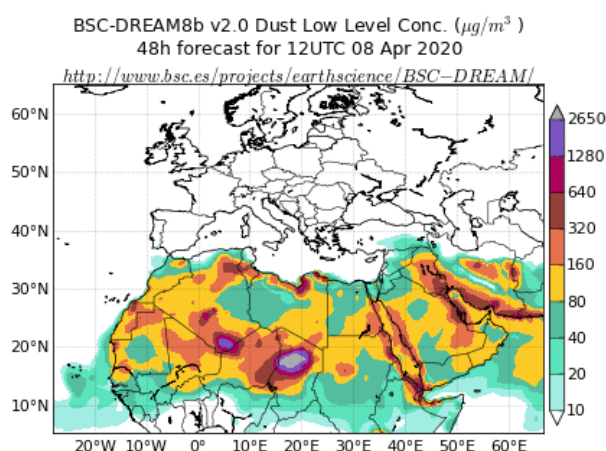 BSC-DREAM8b v2.0 Dust Low Level Conc. (μg/m³ )
48h forecast for 12UTC 08 Apr 2020
http://www.bsc.es/projects/earthscience/BSC−DREAM/
60°N
50°N
40°N
30°N
20°N
10°N
20°W 10°W 0° 10°E 20°E 30°E 40°E 50°E 60°E
2650
1280
640
320
160
80
40
20
10